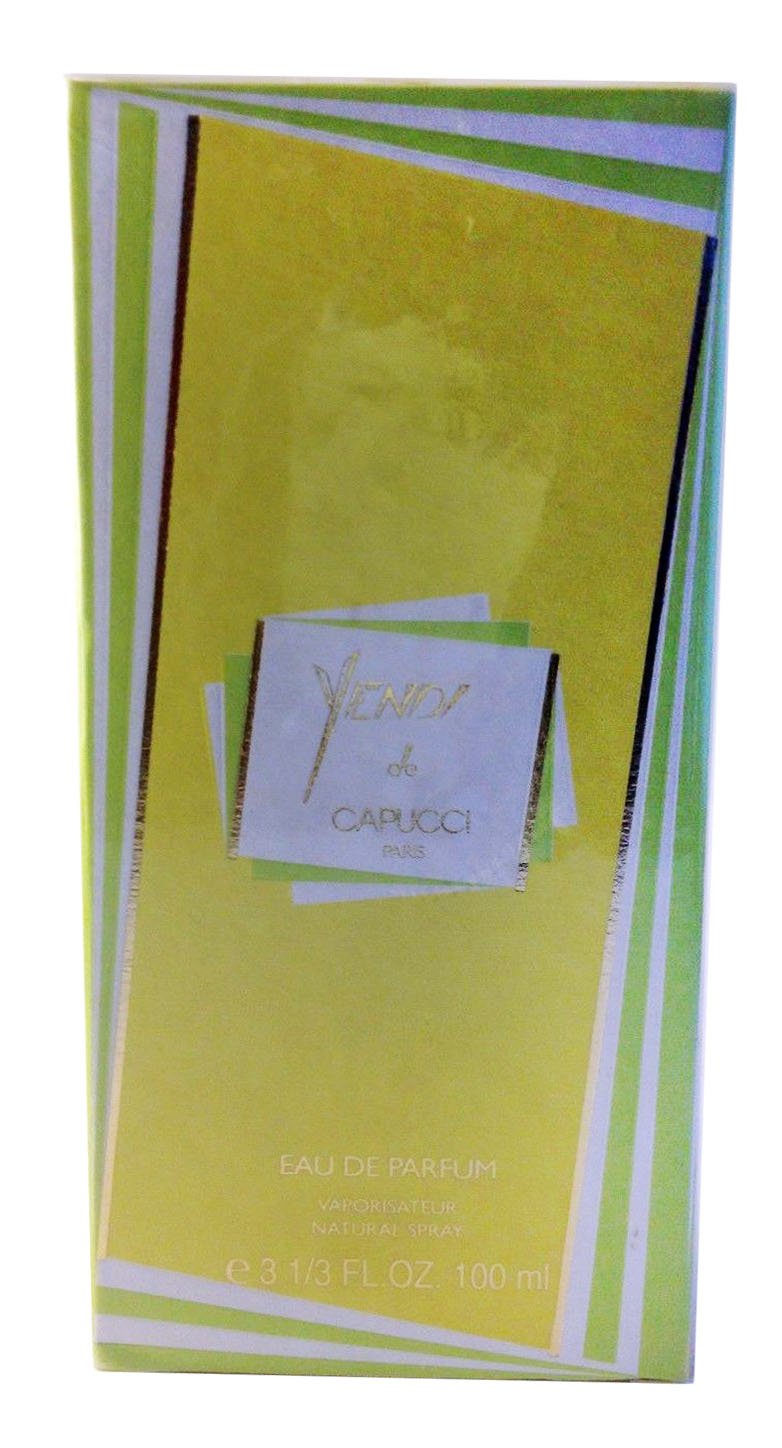 YENDI
de
CAPUCCI
PARIS
EAU DE PARFUM
VAPORISATEUR
NATURAL SPRAY
e 3 1/3 FL.OZ. 100 ml